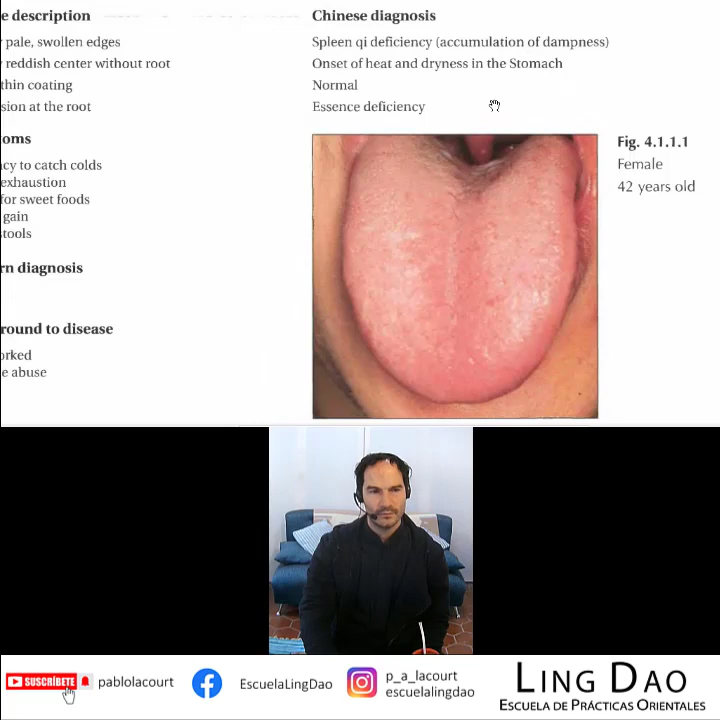 e description
pale, swollen edges
reddish center without root
thin coating
sion at the root
oms
ncy to catch colds
exhaustion
for sweet foods
gain
stools
rn diagnosis
round to disease
orked
e abuse
Chinese diagnosis
Spleen qi deficiency (accumulation of dampness)
Onset of heat and dryness in the Stomach
Normal
Essence deficiency
Fig. 4.1.1.1
Female
42 years old
SUSCRÍBETE
pablolacourt
EscuelaLingDao
p_a_lacourt
escuelalingdao
LING DAO
ESCUELA DE PRÁCTICAS ORIENTALES